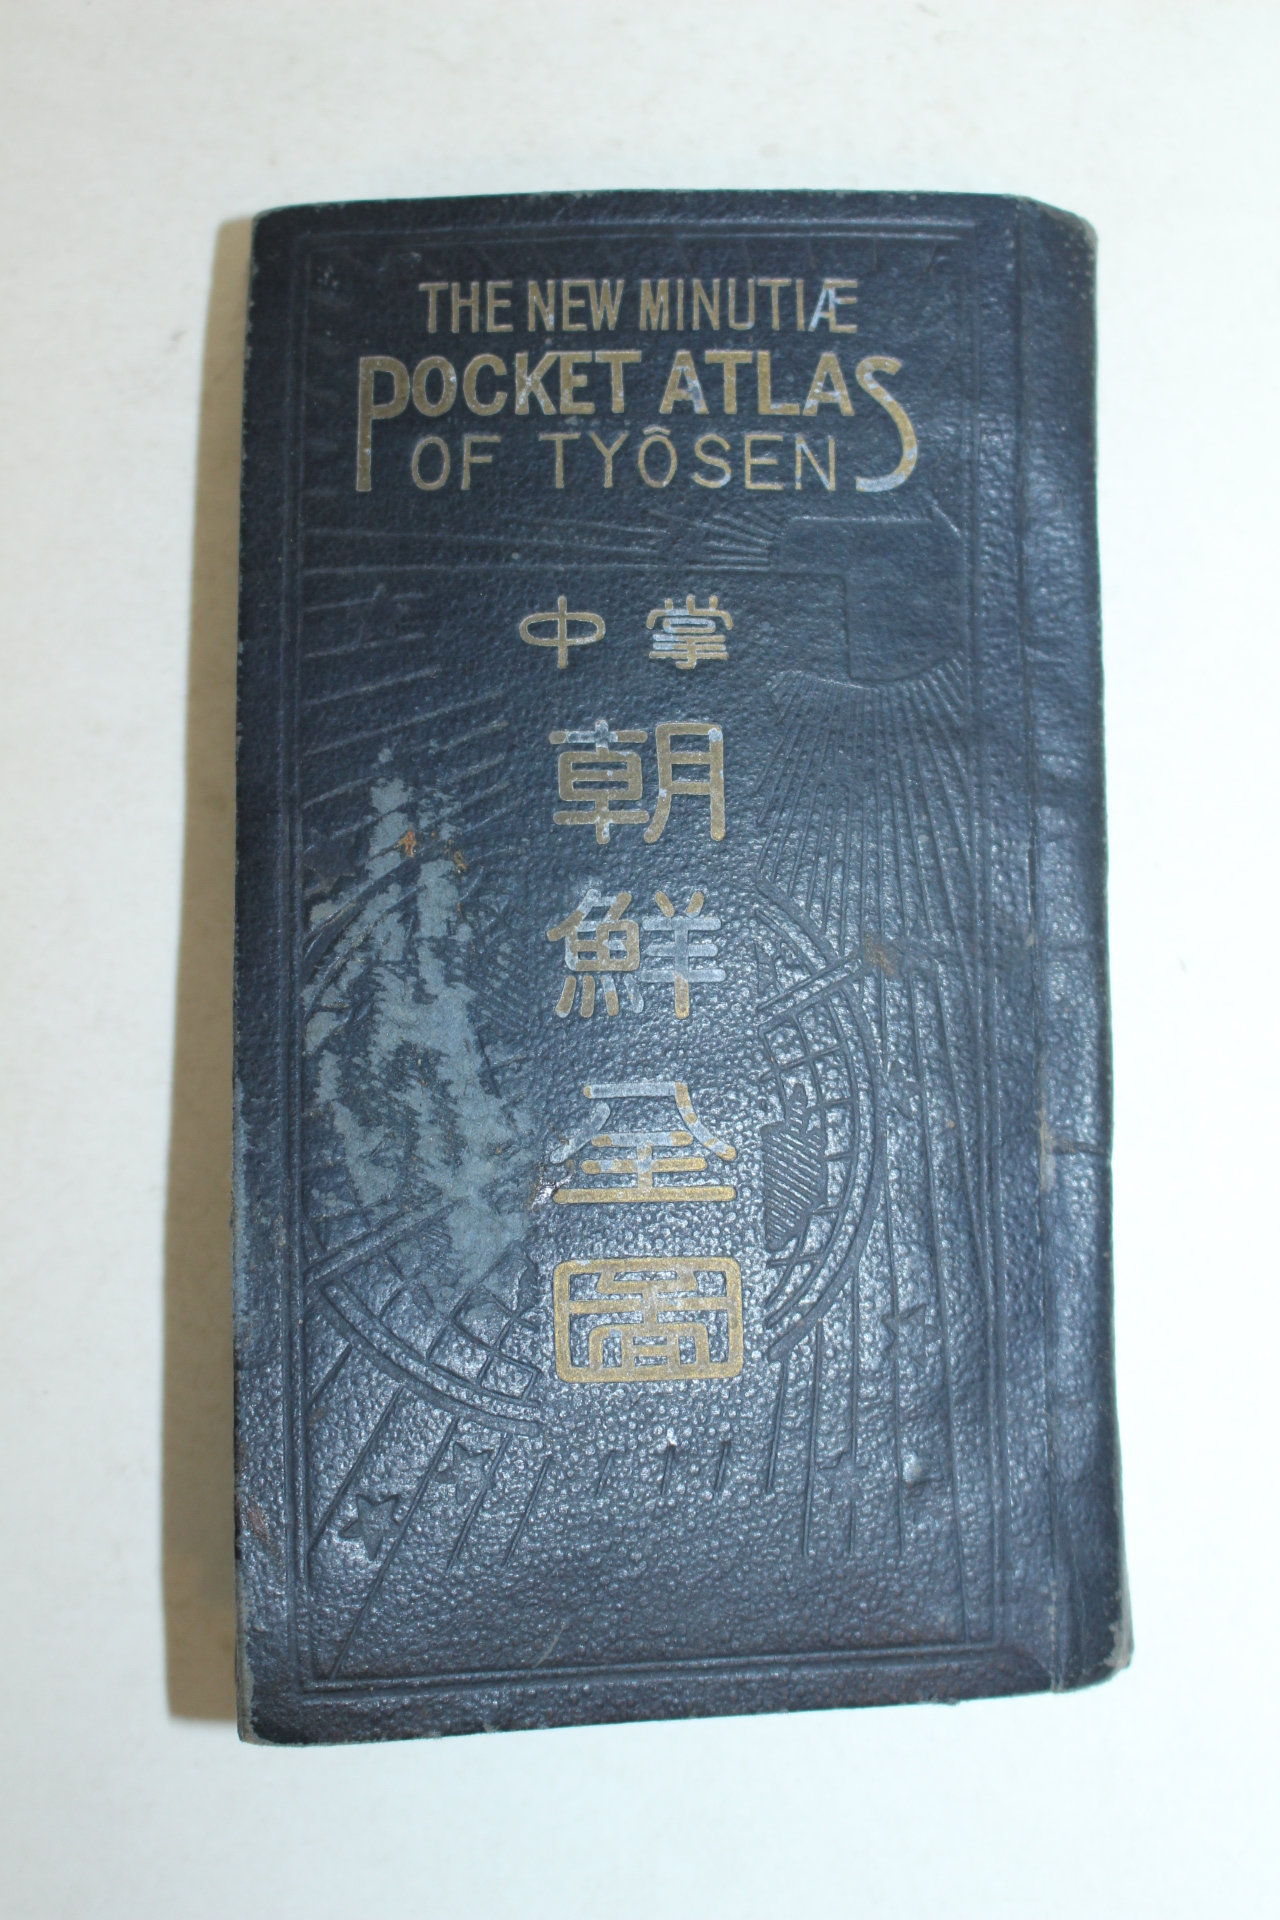 THE NEW MINUTIÆ
POCKET ATLAS
OF TYÔSEN
掌中
朝鮮全圖